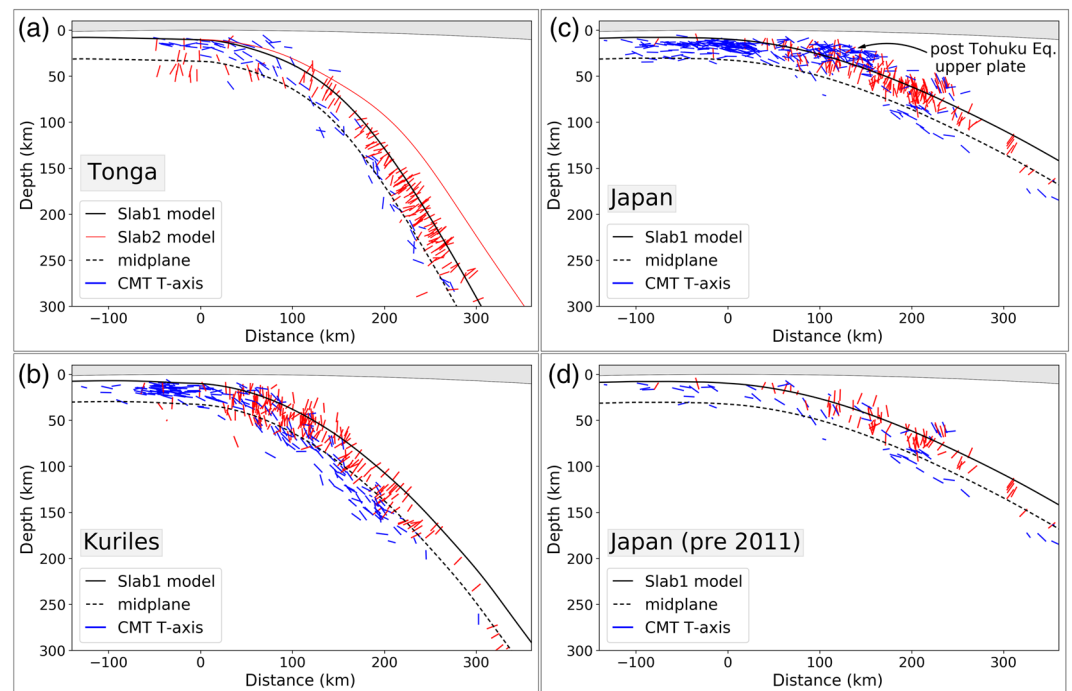 (a)
0
50
100
150
200
250
300
Depth (km)
Tonga
Slab1 model
Slab2 model
midplane
CMT T-axis
−100
0
100
200
300
Distance (km)
(c)
0
50
100
150
200
250
300
Depth (km)
post Tohuku Eq.
upper plate
Japan
Slab1 model
midplane
CMT T-axis
−100
0
100
200
300
Distance (km)
(b)
0
50
100
150
200
250
300
Depth (km)
Kuriles
Slab1 model
midplane
CMT T-axis
−100
0
100
200
300
Distance (km)
(d)
0
50
100
150
200
250
300
Depth (km)
Japan (pre 2011)
Slab1 model
midplane
CMT T-axis
−100
0
100
200
300
Distance (km)